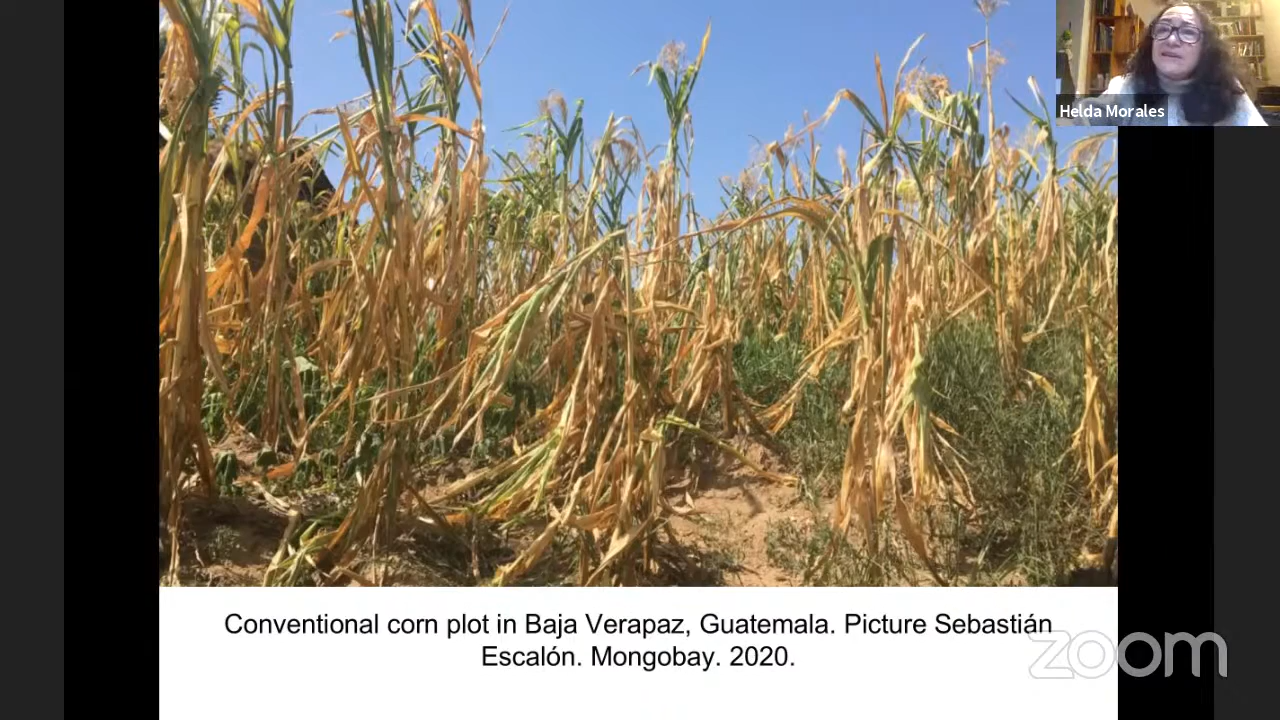 Helda Morales
Conventional corn plot in Baja Verapaz, Guatemala. Picture Sebastián
Escalón. Mongobay. 2020.
zoom